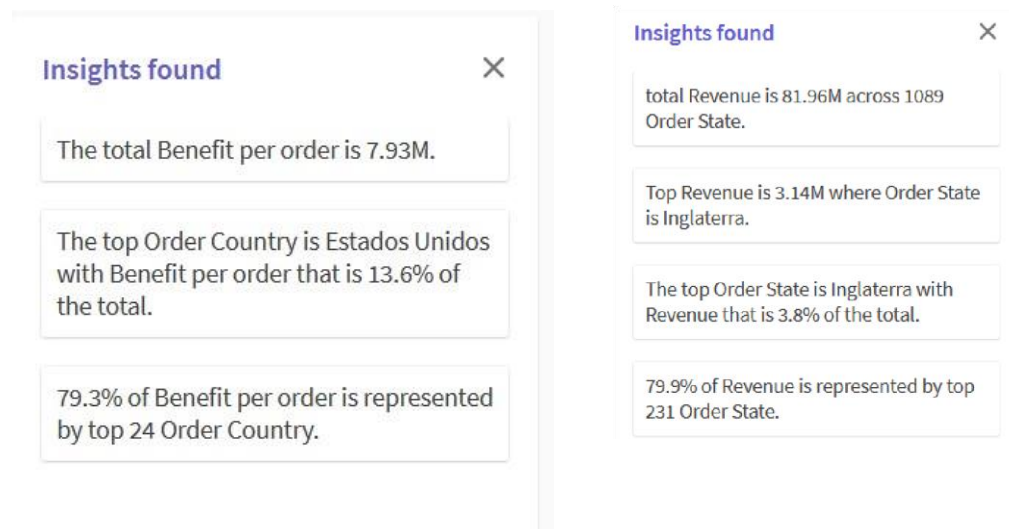 Insights found
The total Benefit per order is 7.93M.
The top Order Country is Estados Unidos
with Benefit per order that is 13.6% of
the total.
79.3% of Benefit per order is represented
by top 24 Order Country.
Insights found
total Revenue is 81.96M across 1089
Order State.
Top Revenue is 3.14M where Order State
is Inglaterra.
The top Order State is Inglaterra with
Revenue that is 3.8% of the total.
79.9% of Revenue is represented by top
231 Order State.